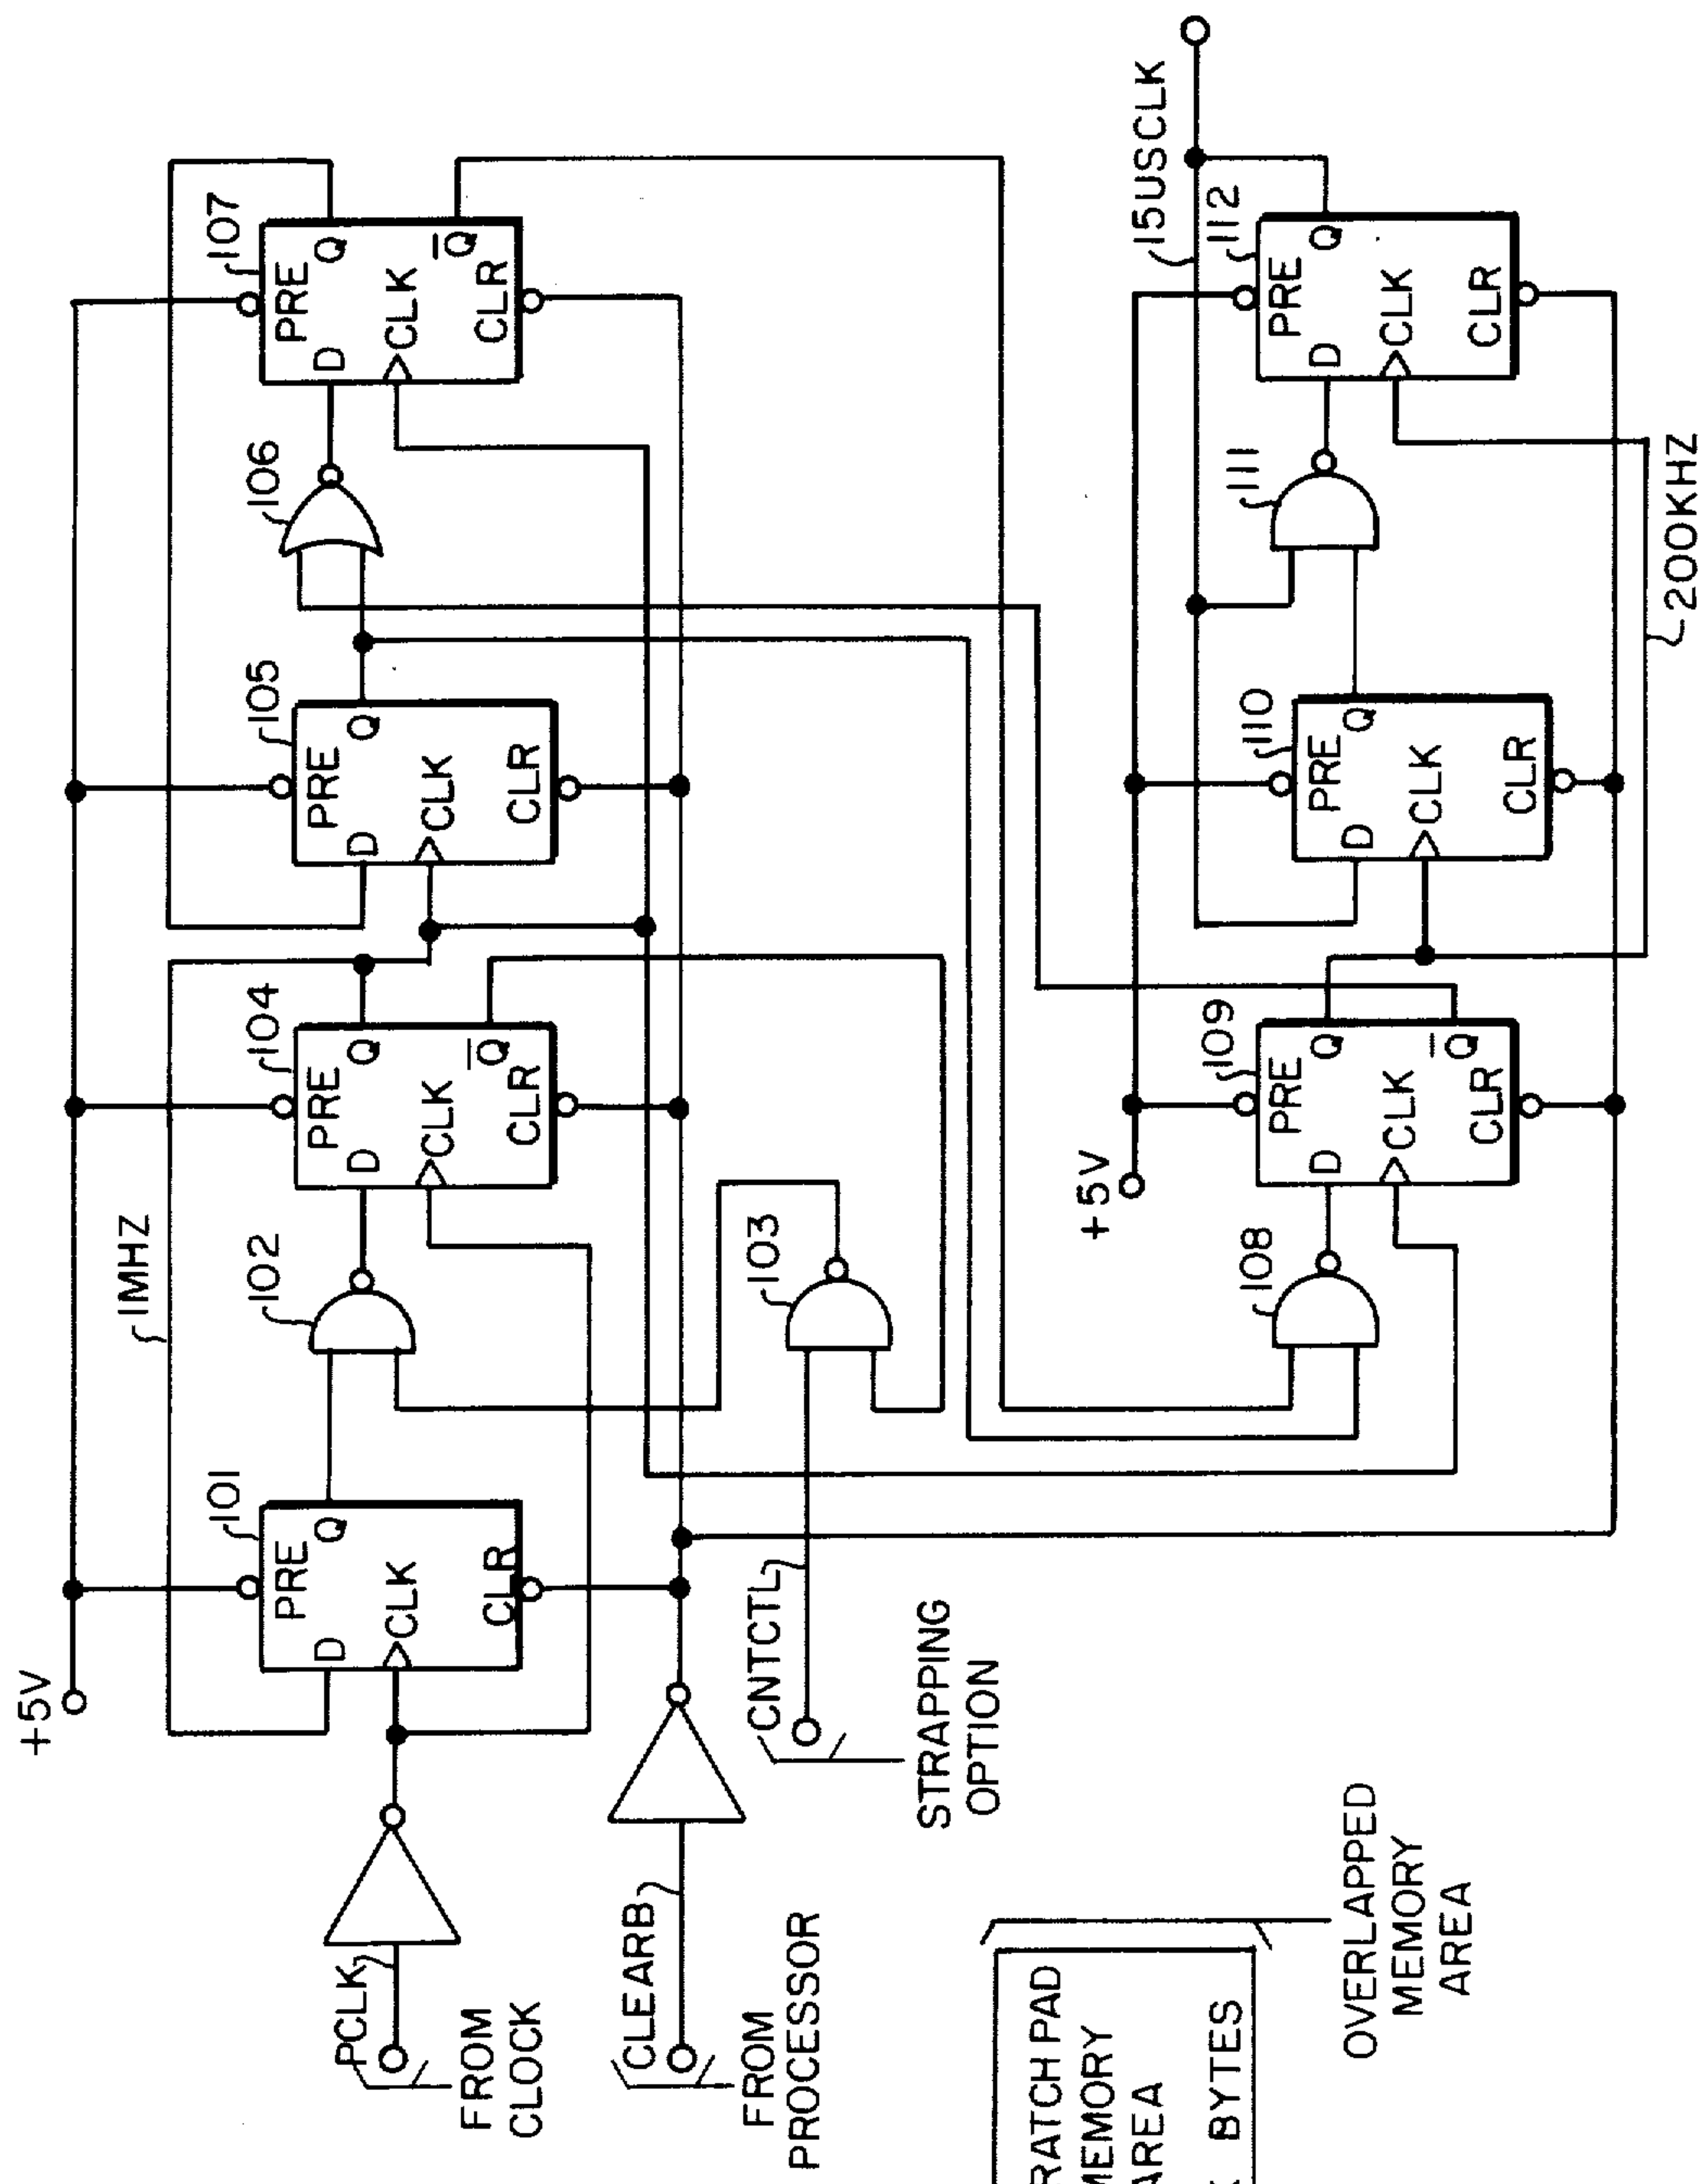 +5V
1MHZ
101
PRE
D
Q
CLK
CLR
102
104
PRE
D
Q
CLK
Q̅
CLR
105
PRE
D
Q
CLK
CLR
106
107
PRE
D
Q
CLK
Q̅
CLR
PCLK
FROM
CLOCK
CLEARB
FROM
PROCESSOR
CNTCTL
STRAPPING
OPTION
103
+5V
108
109
PRE
D
Q
CLK
Q̅
CLR
110
PRE
D
Q
CLK
CLR
111
15USCLK
112
PRE
D
Q
CLK
CLR
200KHZ
RATCH PAD
MEMORY
AREA
BYTES
OVERLAPPED
MEMORY
AREA